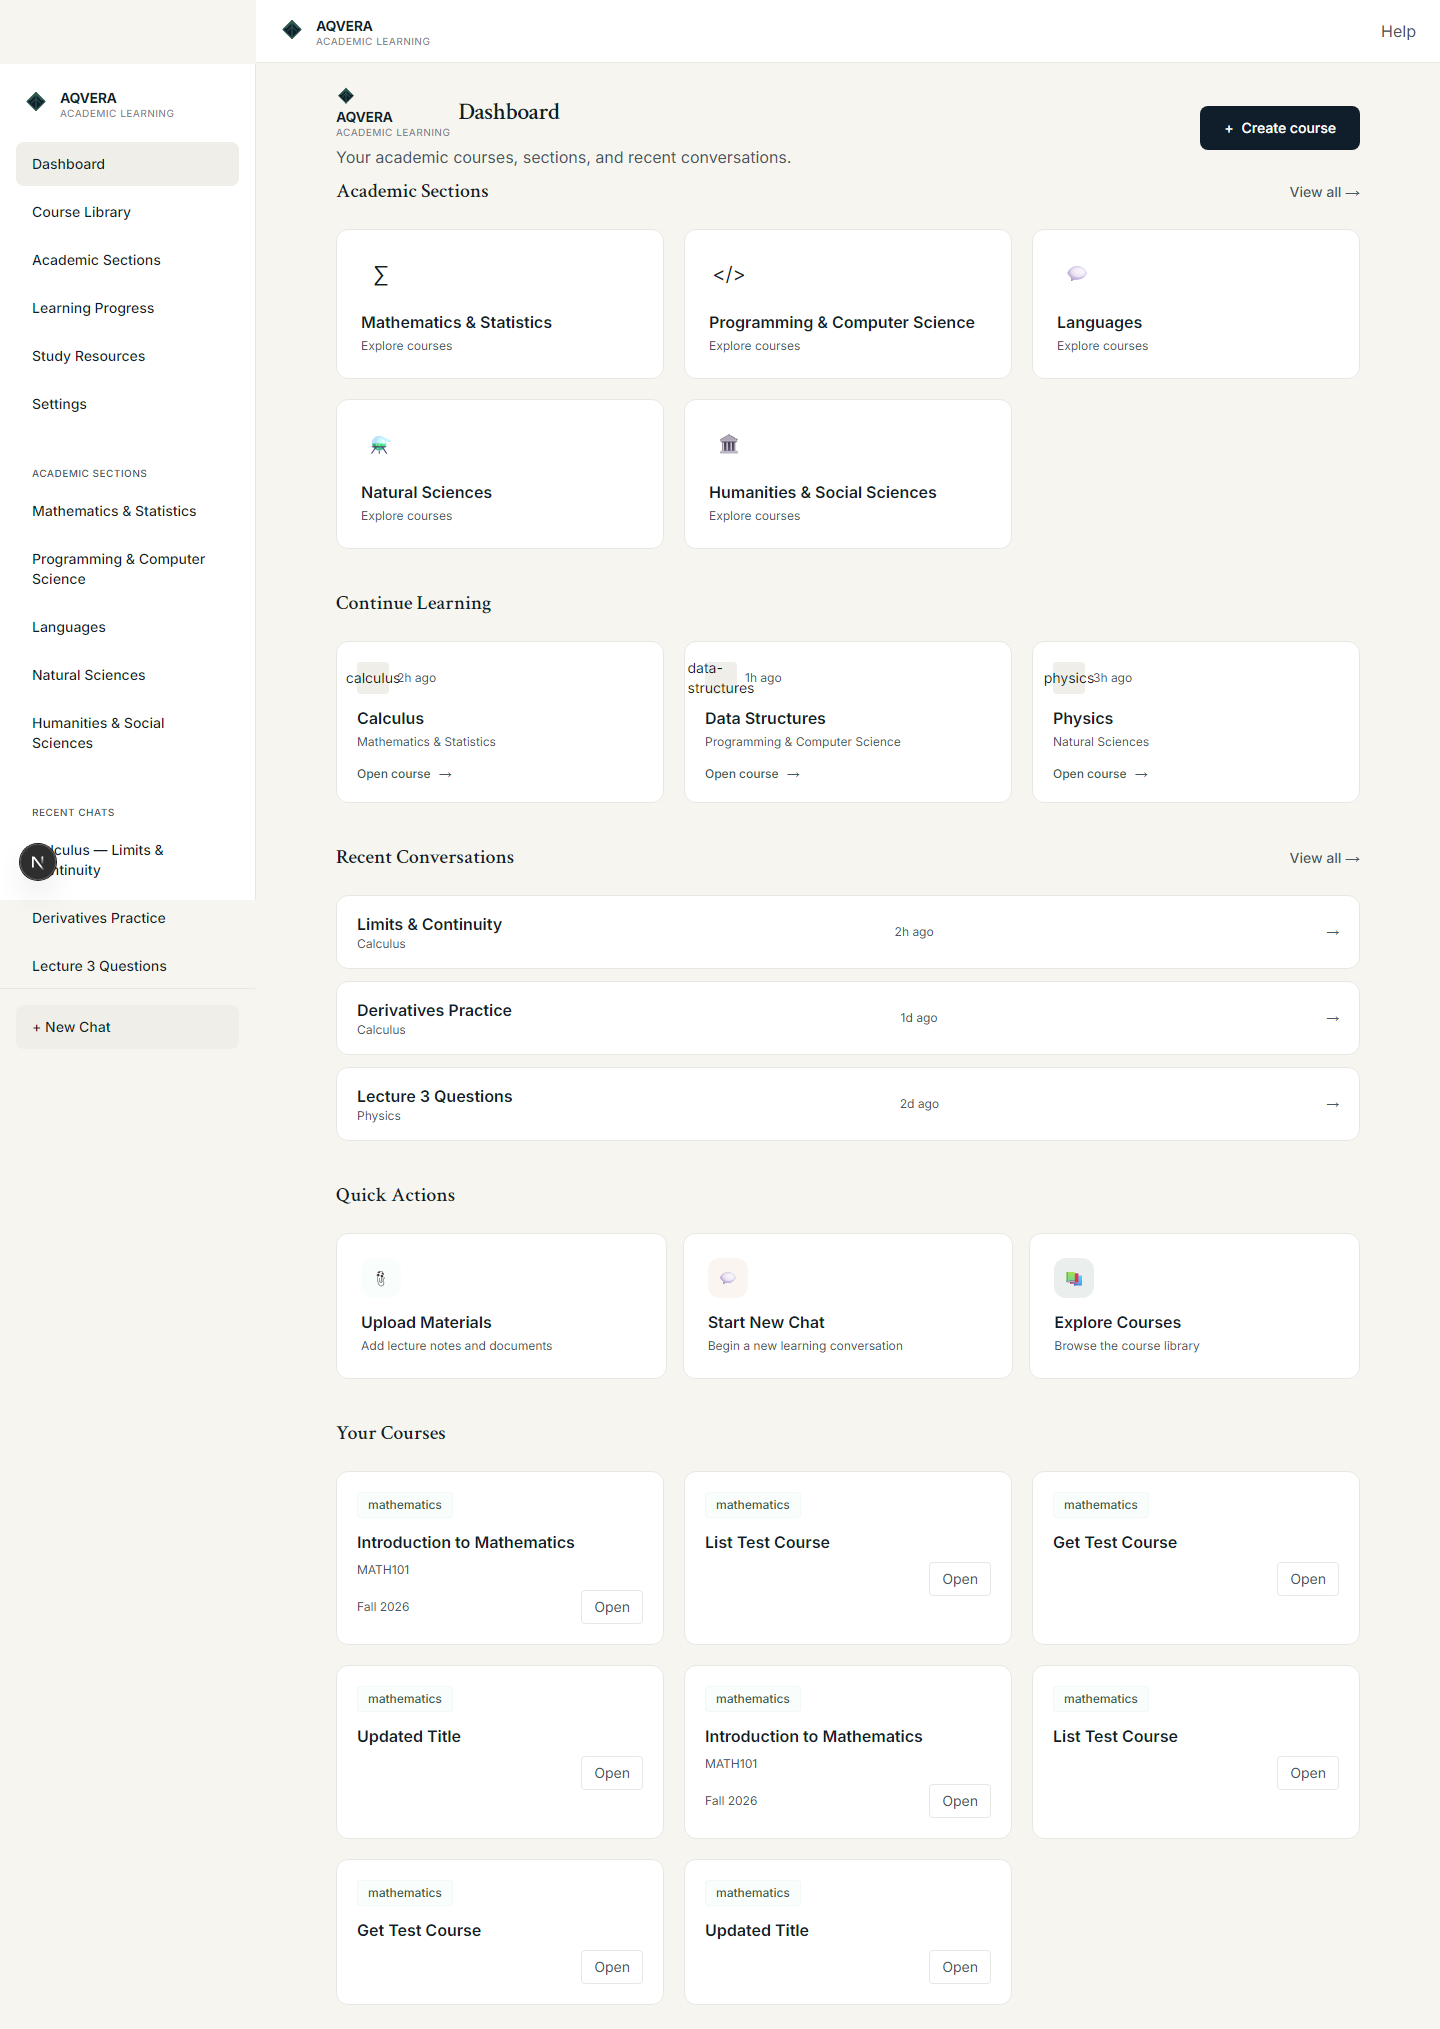 AQVERA
ACADEMIC LEARNING
Help
AQVERA
ACADEMIC LEARNING
Dashboard
Course Library
Academic Sections
Learning Progress
Study Resources
Settings
ACADEMIC SECTIONS
Mathematics & Statistics
Programming & Computer
Science
Languages
Natural Sciences
Humanities & Social
Sciences
RECENT CHATS
lculus — Limits &
ntinuity
Derivatives Practice
Lecture 3 Questions
+ New Chat
AQVERA
ACADEMIC LEARNING
Dashboard
+ Create course
Your academic courses, sections, and recent conversations.
Academic Sections
View all →
∑
</>
Mathematics & Statistics
Explore courses
Programming & Computer Science
Explore courses
Languages
Explore courses
Natural Sciences
Explore courses
Humanities & Social Sciences
Explore courses
Continue Learning
calculus
2h ago
Calculus
Mathematics & Statistics
Open course →
data-
structures
1h ago
Data Structures
Programming & Computer Science
Open course →
physics
3h ago
Physics
Natural Sciences
Open course →
Recent Conversations
View all →
Limits & Continuity
Calculus
2h ago
→
Derivatives Practice
Calculus
1d ago
→
Lecture 3 Questions
Physics
2d ago
→
Quick Actions
Upload Materials
Add lecture notes and documents
Start New Chat
Begin a new learning conversation
Explore Courses
Browse the course library
Your Courses
mathematics
Introduction to Mathematics
MATH101
Fall 2026
Open
mathematics
List Test Course
Open
mathematics
Get Test Course
Open
mathematics
Updated Title
Open
mathematics
Introduction to Mathematics
MATH101
Fall 2026
Open
mathematics
List Test Course
Open
mathematics
Get Test Course
Open
mathematics
Updated Title
Open